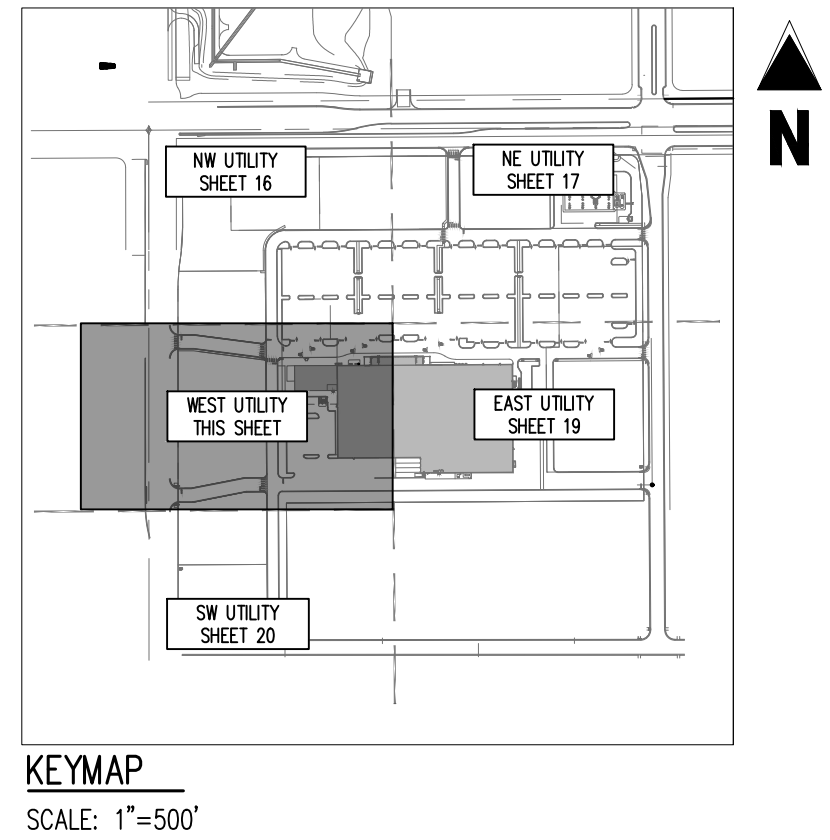 N
NW UTILITY
SHEET 16
NE UTILITY
SHEET 17
WEST UTILITY
THIS SHEET
EAST UTILITY
SHEET 19
SW UTILITY
SHEET 20
KEYMAP
SCALE: 1"=500'